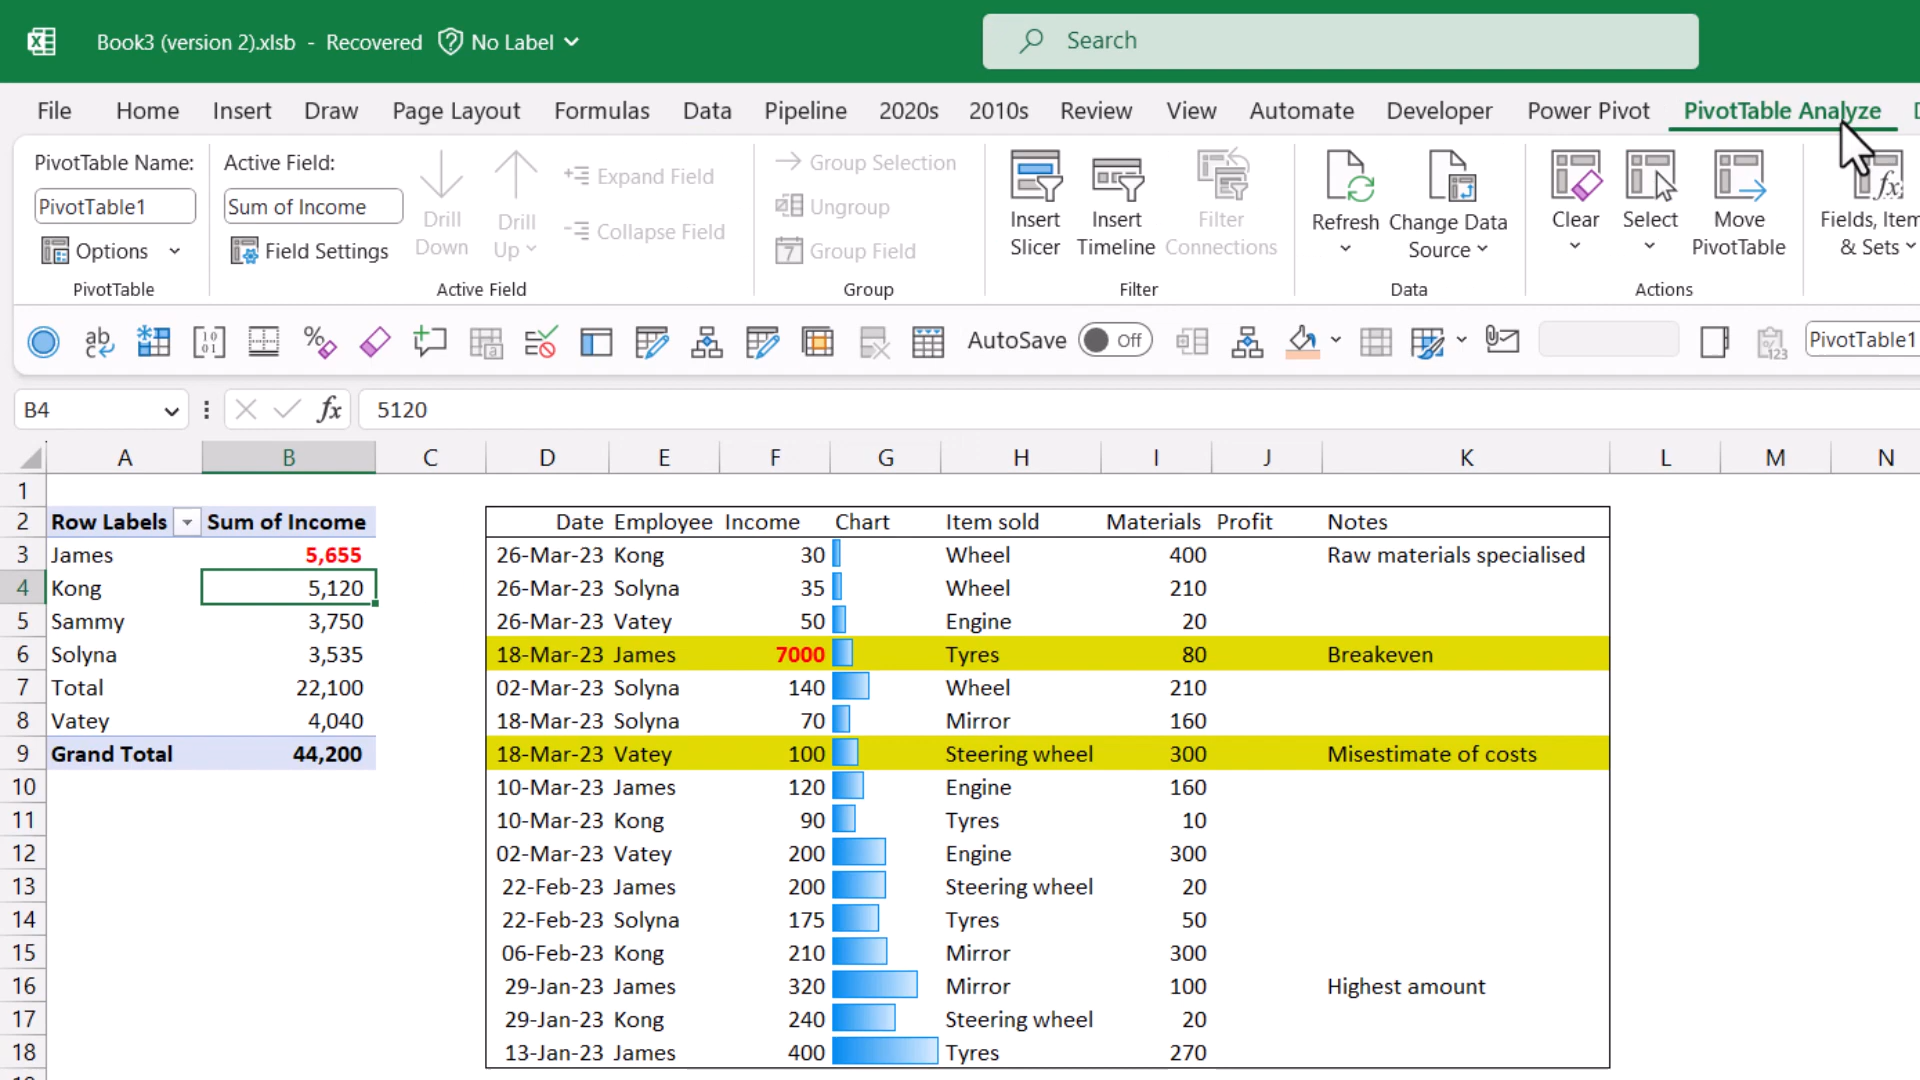 Book3 (version 2).xlsb - Recovered No Label
Search
File Home Insert Draw Page Layout Formulas Data Pipeline 2020s 2010s Review View Automate Developer Power Pivot PivotTable Analyze
PivotTable Name:
PivotTable1
Options
PivotTable
Active Field:
Sum of Income
Field Settings
Drill Down
Drill Up
Expand Field
Collapse Field
Active Field
Group Selection
Ungroup
7 Group Field
Group
Insert Slicer
Insert Timeline
Filter Connections
Filter
Refresh
Change Data Source
Data
Clear
Select
Move PivotTable
Actions
Fields, Item
& Sets
AutoSave Off
PivotTable1
B4 fx 5120
A B C D E F G H I J K L M N
1
2 Row Labels Sum of Income Date Employee Income Chart Item sold Materials Profit Notes
3 James 5,655 26-Mar-23 Kong 30 Wheel 400 Raw materials specialised
4 Kong 5,120 26-Mar-23 Solyna 35 Wheel 210
5 Sammy 3,750 26-Mar-23 Vatey 50 Engine 20
6 Solyna 3,535 18-Mar-23 James 7000 Tyres 80 Breakeven
7 Total 22,100 02-Mar-23 Solyna 140 Wheel 210
8 Vatey 4,040 18-Mar-23 Solyna 70 Mirror 160
9 Grand Total 44,200 18-Mar-23 Vatey 100 Steering wheel 300 Misestimate of costs
10 10-Mar-23 James 120 Engine 160
11 10-Mar-23 Kong 90 Tyres 10
12 02-Mar-23 Vatey 200 Engine 300
13 22-Feb-23 James 200 Steering wheel 20
14 22-Feb-23 Solyna 175 Tyres 50
15 06-Feb-23 Kong 210 Mirror 300
16 29-Jan-23 James 320 Mirror 100 Highest amount
17 29-Jan-23 Kong 240 Steering wheel 20
18 13-Jan-23 James 400 Tyres 270